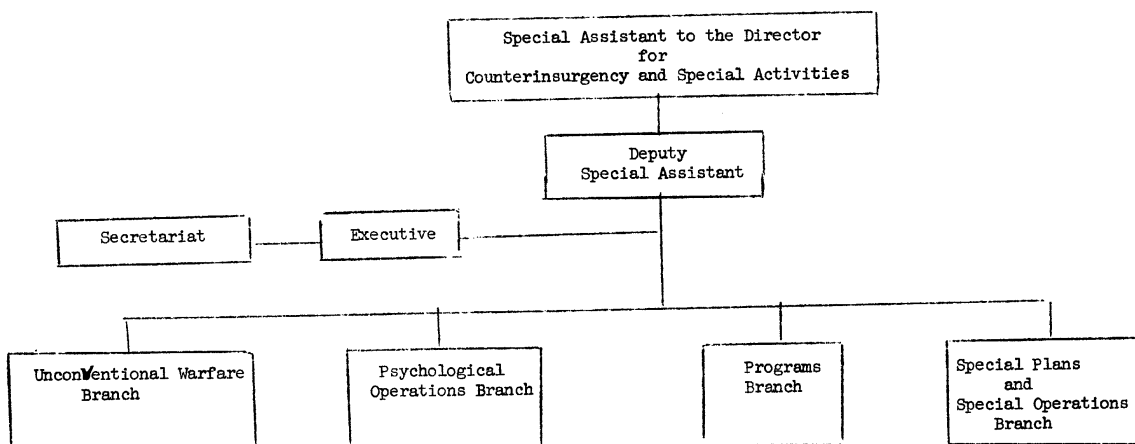 Special Assistant to the Director
for
Counterinsurgency and Special Activities
Deputy
Special Assistant
Secretariat
Executive
Unconventional Warfare
Branch
Psychological
Operations Branch
Programs
Branch
Special Plans
and
Special Operations
Branch